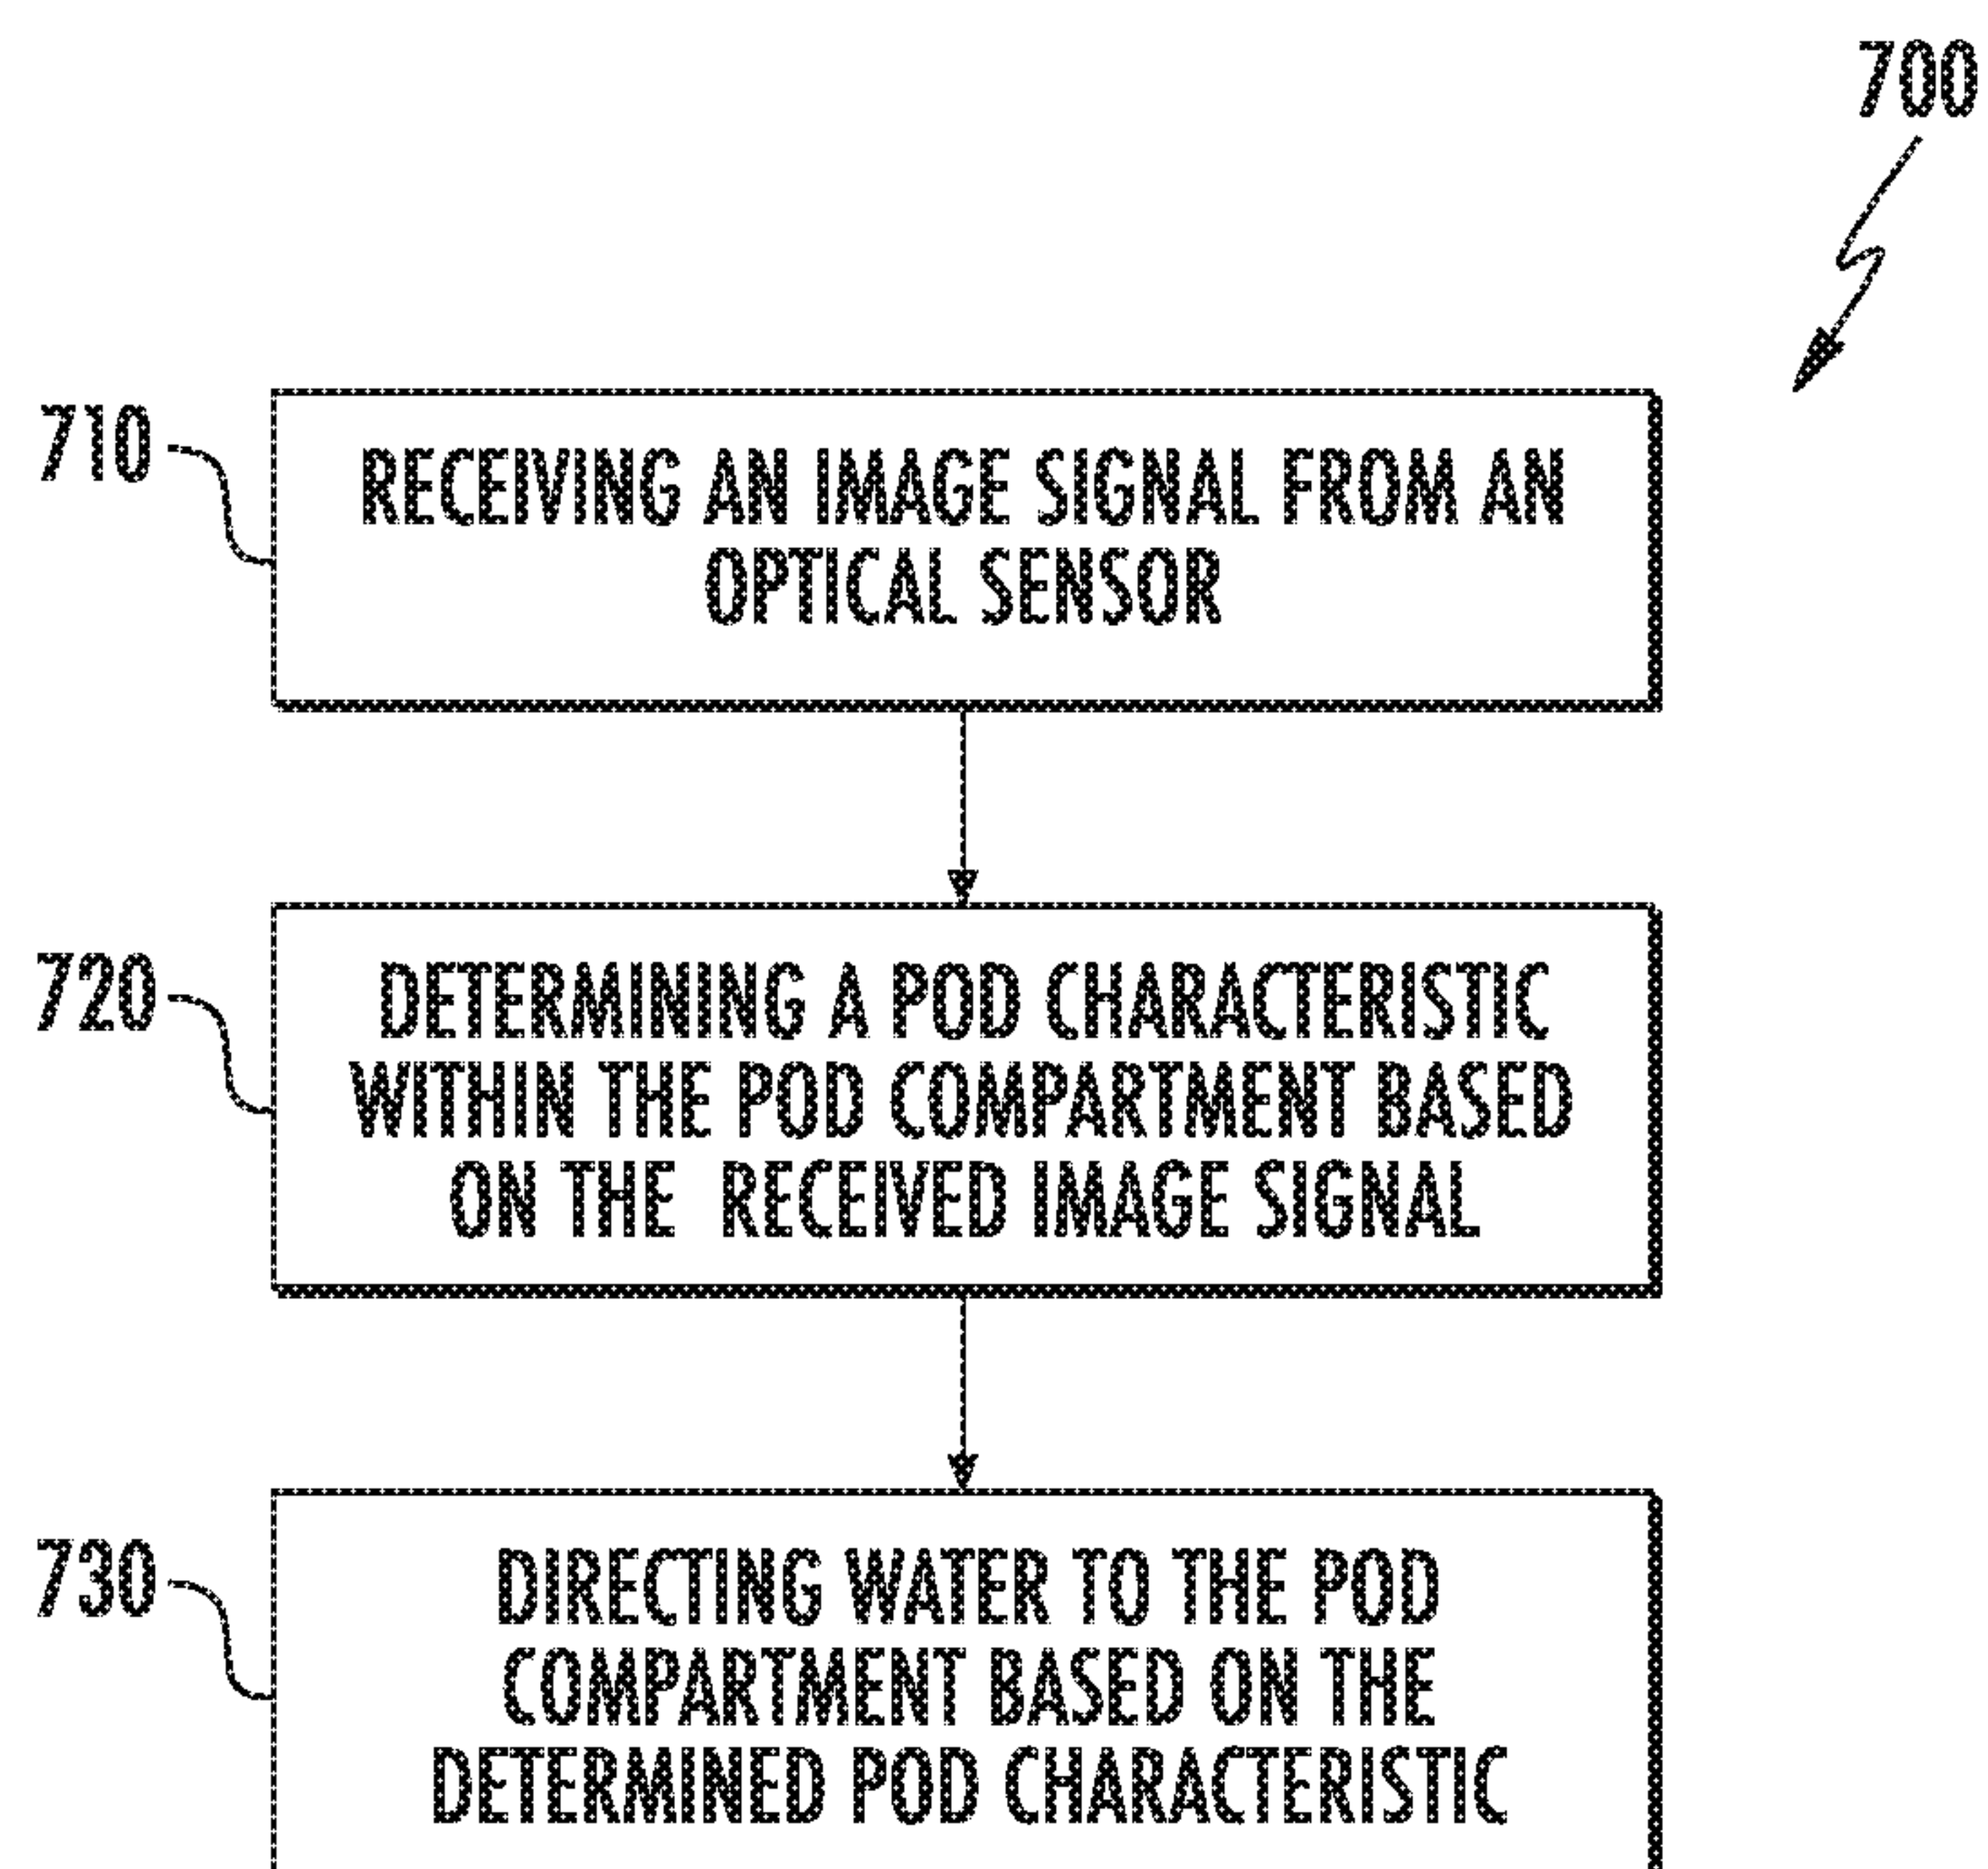 700
710
RECEIVING AN IMAGE SIGNAL FROM AN
OPTICAL SENSOR
720
DETERMINING A POD CHARACTERISTIC
WITHIN THE POD COMPARTMENT BASED
ON THE RECEIVED IMAGE SIGNAL
730
DIRECTING WATER TO THE POD
COMPARTMENT BASED ON THE
DETERMINED POD CHARACTERISTIC